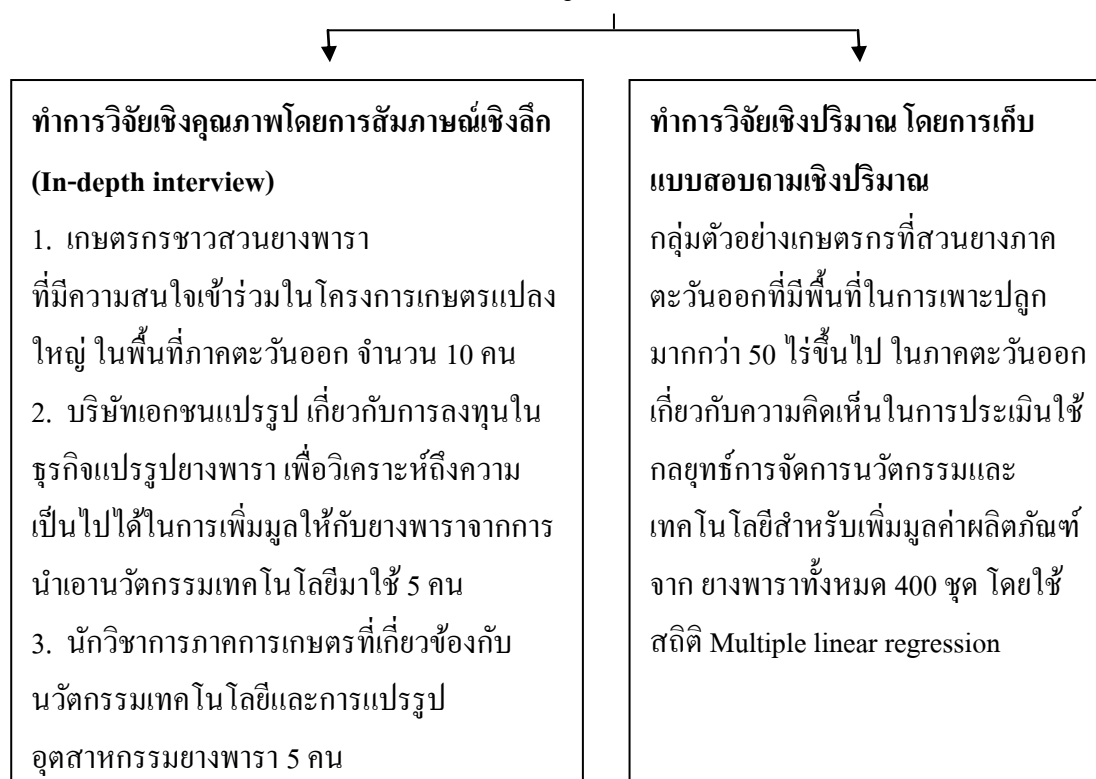 ทำการวิจัยเชิงคุณภาพโดยการสัมภาษณ์เชิงลึก
(In-depth interview)
1. เกษตรกรชาวสวนยางพารา
ที่มีความสนใจเข้าร่วมในโครงการเกษตรแปลง
ใหญ่ ในพื้นที่ภาคตะวันออก จำนวน 10 คน
2. บริษัทเอกชนแปรรูป เกี่ยวกับการลงทุนใน
ธุรกิจแปรรูปยางพารา เพื่อวิเคราะห์ถึงความ
เป็นไปได้ในการเพิ่มมูลให้กับยางพาราจากการ
นำเอานวัตกรรมเทคโนโลยีมาใช้ 5 คน
3. นักวิชาการภาคการเกษตรที่เกี่ยวข้องกับ
นวัตกรรมเทคโนโลยีและการแปรรูป
อุตสาหกรรมยางพารา 5 คน
ทำการวิจัยเชิงปริมาณ โดยการเก็บ
แบบสอบถามเชิงปริมาณ
กลุ่มตัวอย่างเกษตรกรที่สวนยางภาค
ตะวันออกที่มีพื้นที่ในการเพาะปลูก
มากกว่า 50 ไร่ขึ้นไป ในภาคตะวันออก
เกี่ยวกับความคิดเห็นในการประเมินใช้
กลยุทธ์การจัดการนวัตกรรมและ
เทคโนโลยีสำหรับเพิ่มมูลค่าผลิตภัณฑ์
จาก ยางพาราทั้งหมด 400 ชุด โดยใช้
สถิติ Multiple linear regression